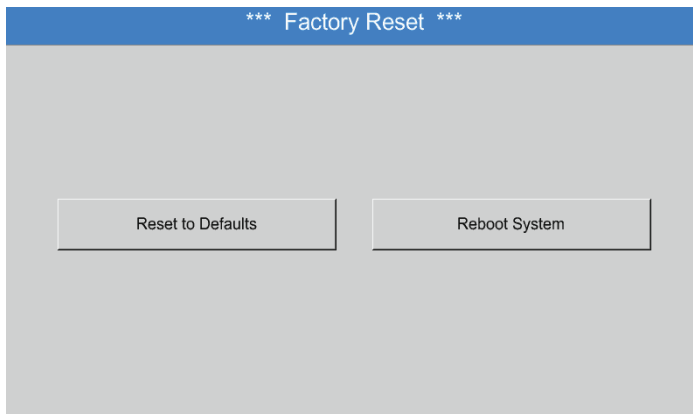 *** Factory Reset ***
Reset to Defaults
Reboot System